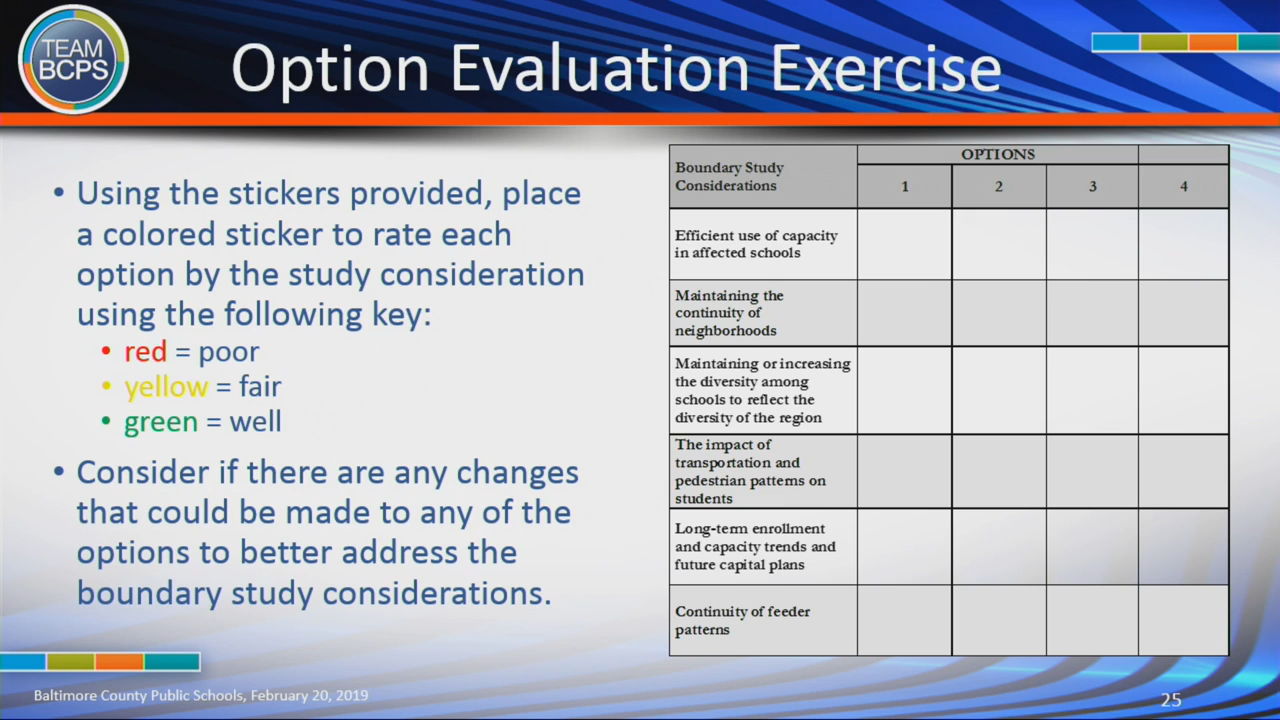 TEAM
BCPS
Option Evaluation Exercise
• Using the stickers provided, place
a colored sticker to rate each
option by the study consideration
using the following key:
• red = poor
• yellow = fair
• green = well
• Consider if there are any changes
that could be made to any of the
options to better address the
boundary study considerations.
Boundary Study
Considerations
OPTIONS
1 2 3 4
Efficient use of capacity
in affected schools
Maintaining the
continuity of
neighborhoods
Maintaining or increasing
the diversity among
schools to reflect the
diversity of the region
The impact of
transportation and
pedestrian patterns on
students
Long-term enrollment
and capacity trends and
future capital plans
Continuity of feeder
patterns
Baltimore County Public Schools, February 20, 2019
25